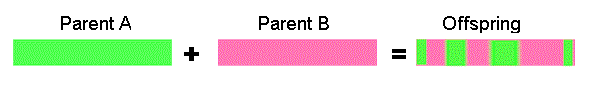 Parent A Parent B Offspring
+ =